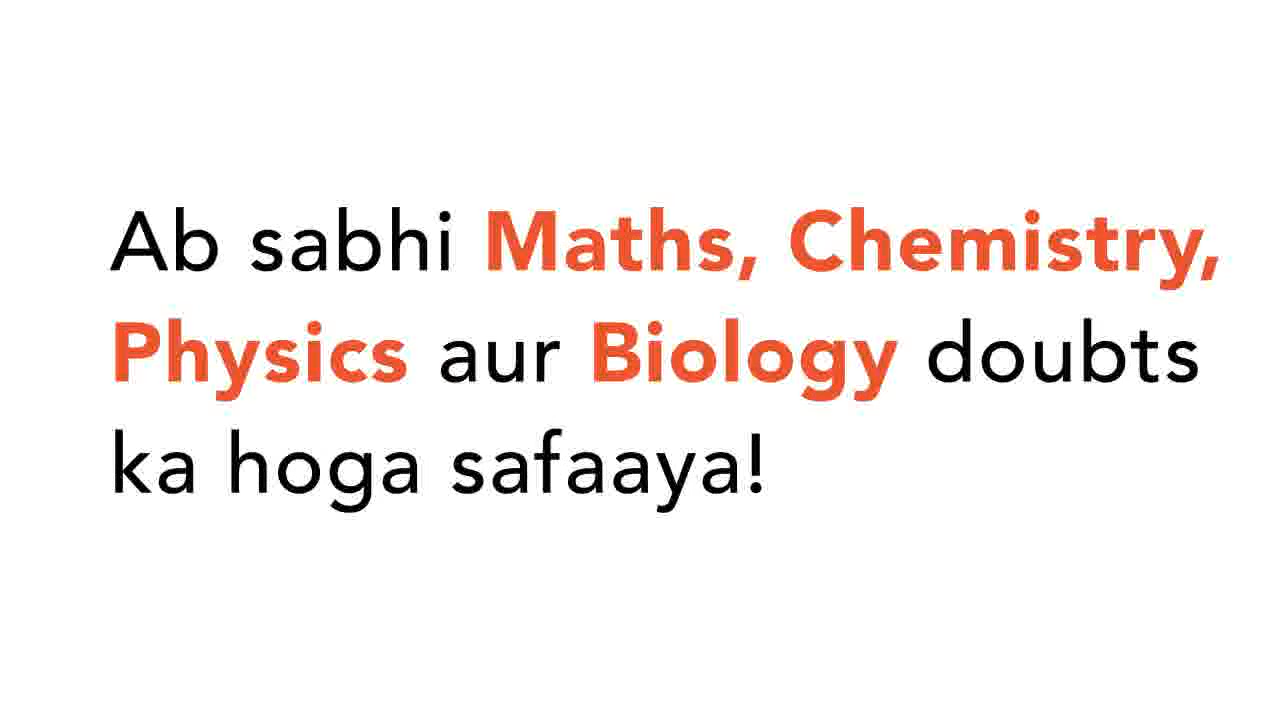 Ab sabhi Maths, Chemistry,
Physics aur Biology doubts
ka hoga safaaya!